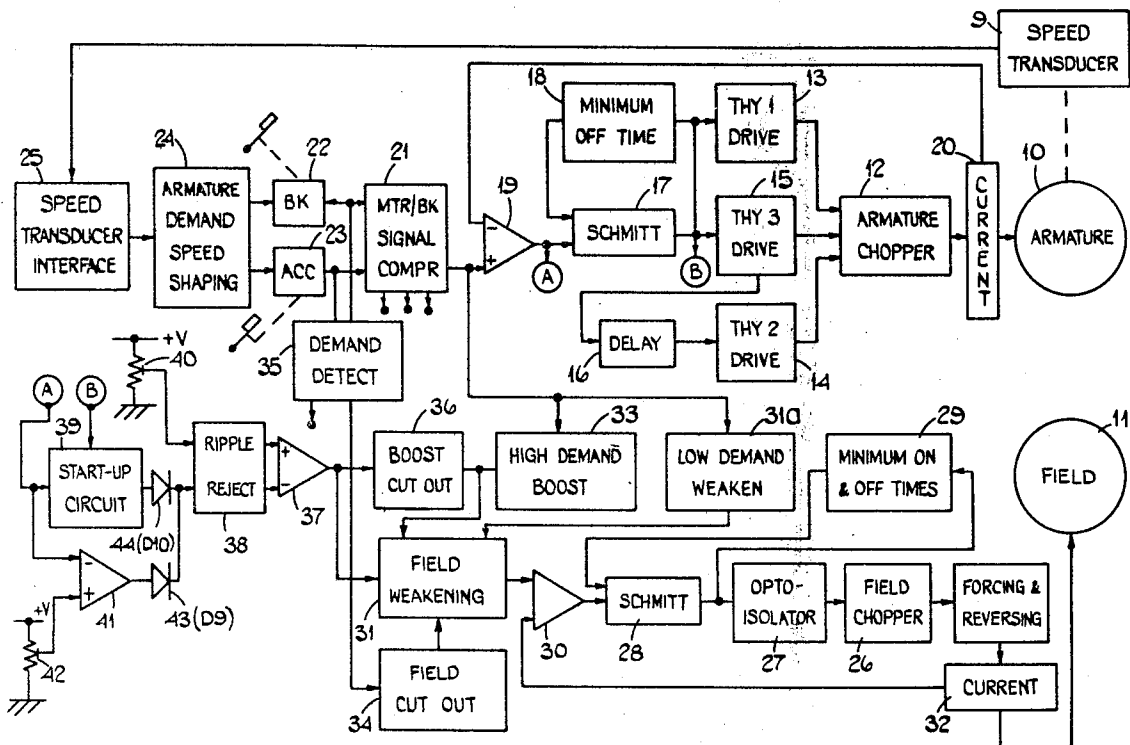 9
SPEED
TRANSDUCER
18
MINIMUM
OFF TIME
13
THY 1
DRIVE
20
CURRENT
10
ARMATURE
25
SPEED
TRANSDUCER
INTERFACE
24
ARMATURE
DEMAND
SPEED
SHAPING
22
BK
23
ACC
21
MTR/BK
SIGNAL
COMPR
19
-
+
A
17
SCHMITT
B
15
THY 3
DRIVE
12
ARMATURE
CHOPPER
16
DELAY
THY 2
DRIVE
14
+V
40
35
DEMAND
DETECT
A
B
39
START-UP
CIRCUIT
44(D10)
RIPPLE
REJECT
38
+
-
37
36
BOOST
CUT OUT
33
HIGH DEMAND
BOOST
310
LOW DEMAND
WEAKEN
29
MINIMUM ON
& OFF TIMES
11
FIELD
-
+
41
43(D9)
+V
42
FIELD
WEAKENING
31
30
SCHMITT
28
OPTO-
ISOLATOR
27
FIELD
CHOPPER
26
FORCING &
REVERSING
FIELD
CUT OUT
34
CURRENT
32